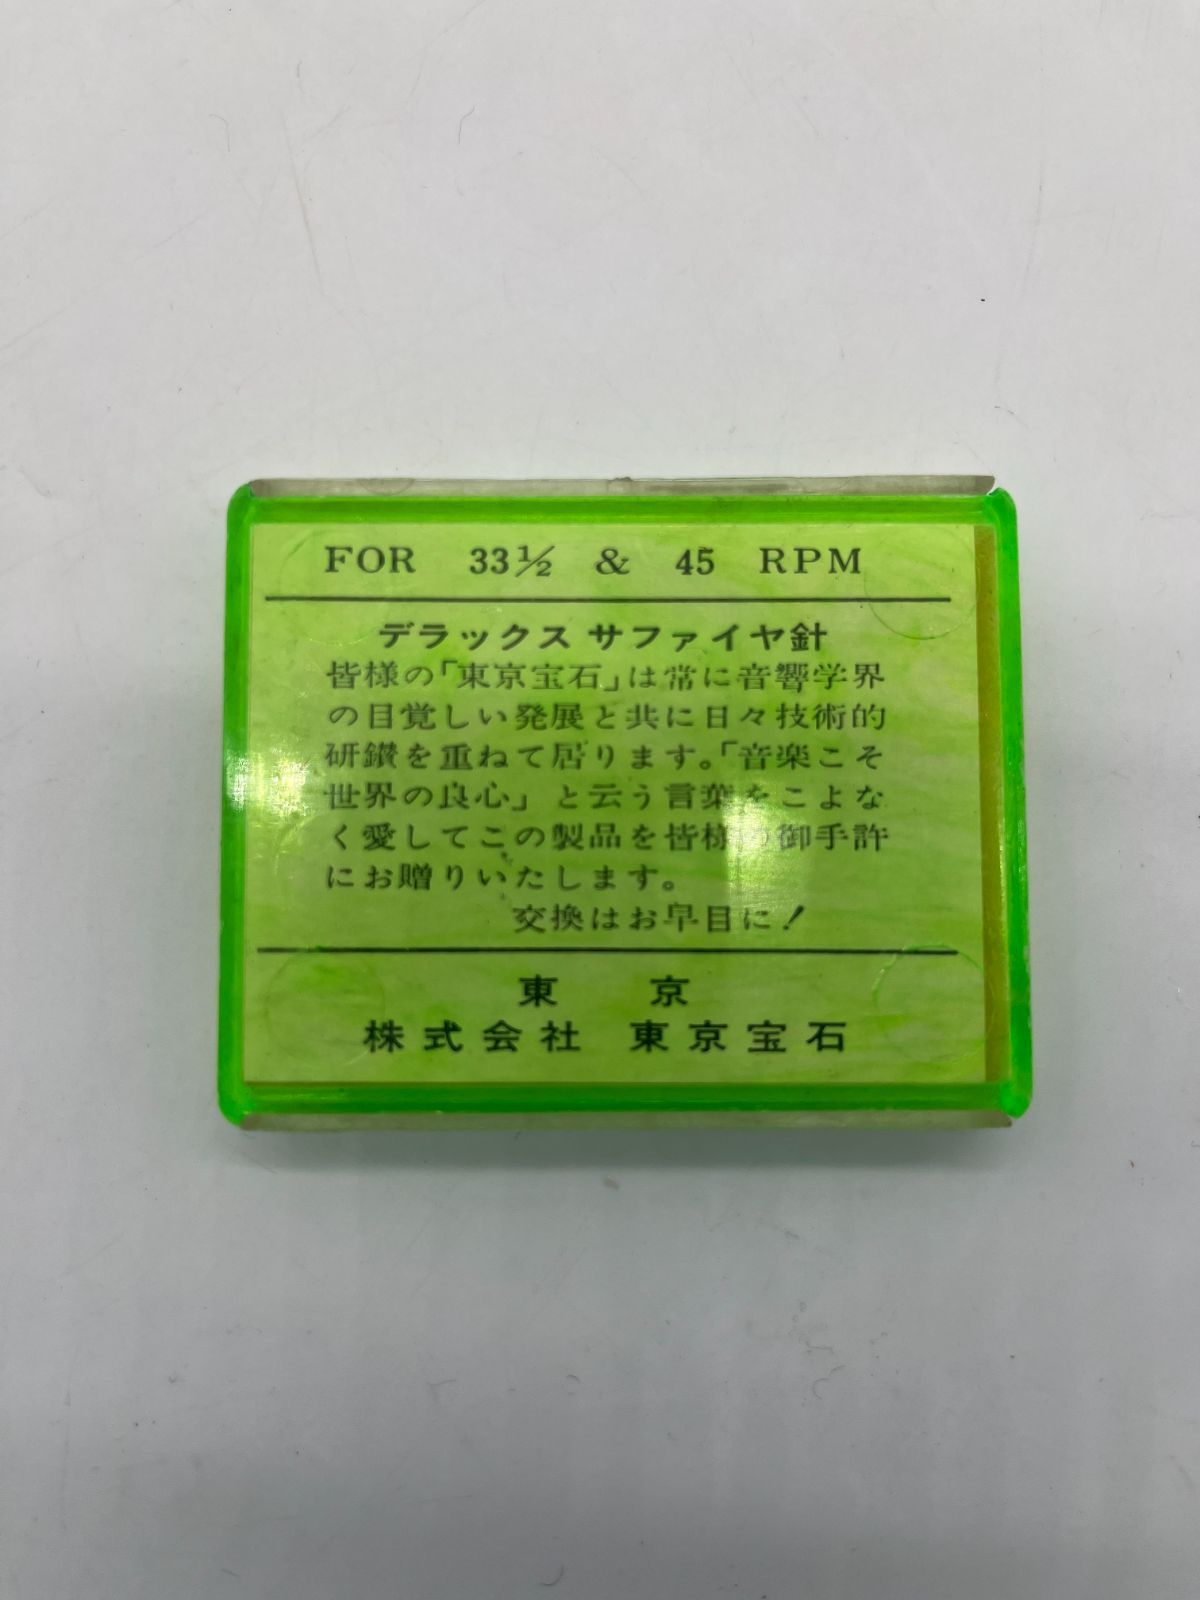 FOR 33½ & 45 RPM
デラックス サファイヤ針
皆様の「東京宝石」は常に音響学界
の目覚しい発展と共に日々技術的
研鑚を重ねて居ります。「音楽こそ
世界の良心」と云う言葉をこよな
く愛してこの製品を皆様の御手許
にお贈りいたします。
交換はお早目に!
東 京
株式会社 東京宝石